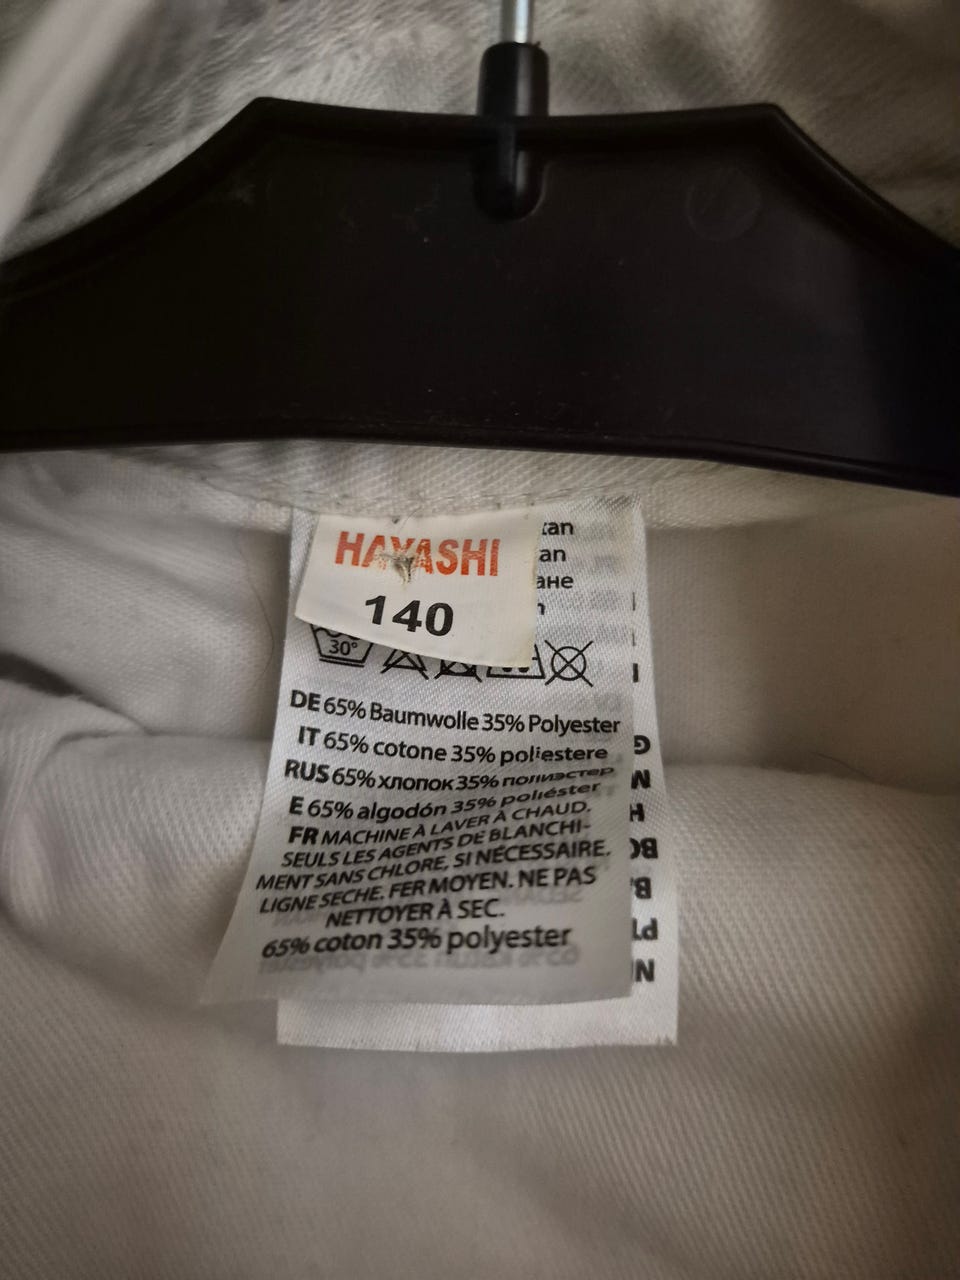 HAYASHI
140
30°
DE 65% Baumwolle 35% Polyester
IT 65% cotone 35% poliestere
RUS 65% хлопок 35% полиэстер
E 65% algodón 35% poliéster
FR MACHINE À LAVER À CHAUD.
SEULS LES AGENTS DE BLANCHI-
MENT SANS CHLORE, SI NÉCESSAIRE.
LIGNE SECHE. FER MOYEN. NE PAS
NETTOYER À SEC.
65% coton 35% polyester